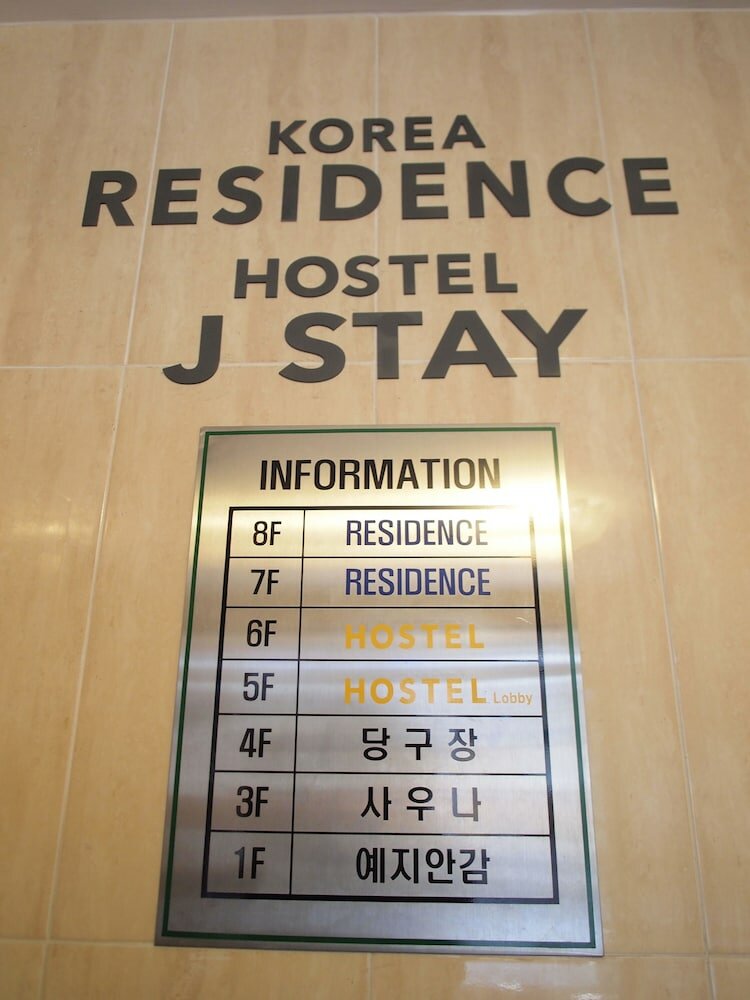 KOREA
RESIDENCE
HOSTEL
J STAY
INFORMATION
8F RESIDENCE
7F RESIDENCE
6F HOSTEL
5F HOSTEL Lobby
4F 당구장
3F 사우나
1F 예지안감